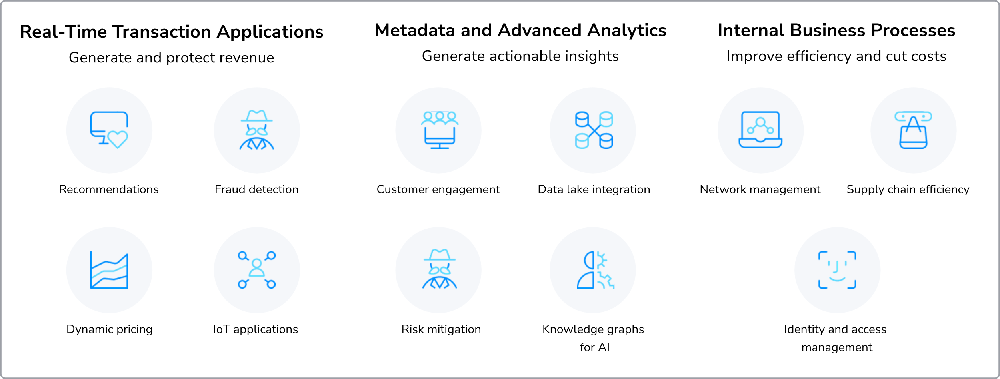 Real-Time Transaction Applications
Generate and protect revenue
Recommendations
Fraud detection
Dynamic pricing
IoT applications
Metadata and Advanced Analytics
Generate actionable insights
Customer engagement
Data lake integration
Risk mitigation
Knowledge graphs
for AI
Internal Business Processes
Improve efficiency and cut costs
Network management
Supply chain efficiency
Identity and access
management